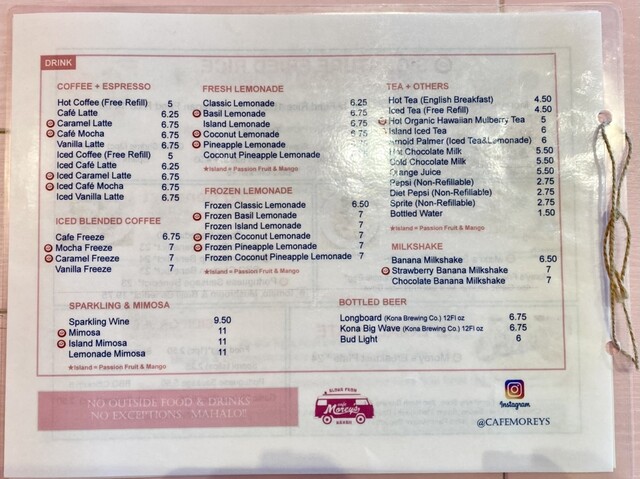 DRINK
COFFEE + ESPRESSO
Hot Coffee (Free Refill) 5
Café Latte 6.25
Caramel Latte 6.75
Café Mocha 6.75
Vanilla Latte 6.75
Iced Coffee (Free Refill) 5
Iced Café Latte 6.25
Iced Caramel Latte 6.75
Iced Café Mocha 6.75
Iced Vanilla Latte 6.75
ICED BLENDED COFFEE
Cafe Freeze 6.75
Mocha Freeze 7
Caramel Freeze 7
Vanilla Freeze 7
FRESH LEMONADE
Classic Lemonade 6.25
Basil Lemonade 6.75
Island Lemonade 6.75
Coconut Lemonade 6.75
Pineapple Lemonade 6.75
Coconut Pineapple Lemonade 7
★Island = Passion Fruit & Mango
FROZEN LEMONADE
Frozen Classic Lemonade 6.50
Frozen Basil Lemonade 7
Frozen Island Lemonade 7
Frozen Coconut Lemonade 7
Frozen Pineapple Lemonade 7
Frozen Coconut Pineapple Lemonade 7
★Island = Passion Fruit & Mango
TEA + OTHERS
Hot Tea (English Breakfast) 4.50
Iced Tea (Free Refill) 4.50
Hot Organic Hawaiian Mulberry Tea 5
Island Iced Tea 6
Arnold Palmer (Iced Tea&Lemonade) 6
Hot Chocolate Milk 5.50
Cold Chocolate Milk 5.50
Orange Juice 5.50
Pepsi (Non-Refillable) 2.75
Diet Pepsi (Non-Refillable) 2.75
Sprite (Non-Refillable) 2.75
Bottled Water 1.50
★Island = Passion Fruit & Mango
MILKSHAKE
Banana Milkshake 6.50
Strawberry Banana Milkshake 7
Chocolate Banana Milkshake 7
SPARKLING & MIMOSA
Sparkling Wine 9.50
Mimosa 11
Island Mimosa 11
Lemonade Mimosa 11
★Island = Passion Fruit & Mango
BOTTLED BEER
Longboard (Kona Brewing Co.) 12Fl oz 6.75
Kona Big Wave (Kona Brewing Co.) 12Fl oz 6.75
Bud Light 6
NO OUTSIDE FOOD & DRINKS
NO EXCEPTIONS MAHALO!!
ALOHA FROM
cafe
Morey's
Instagram
@CAFEMOREYS